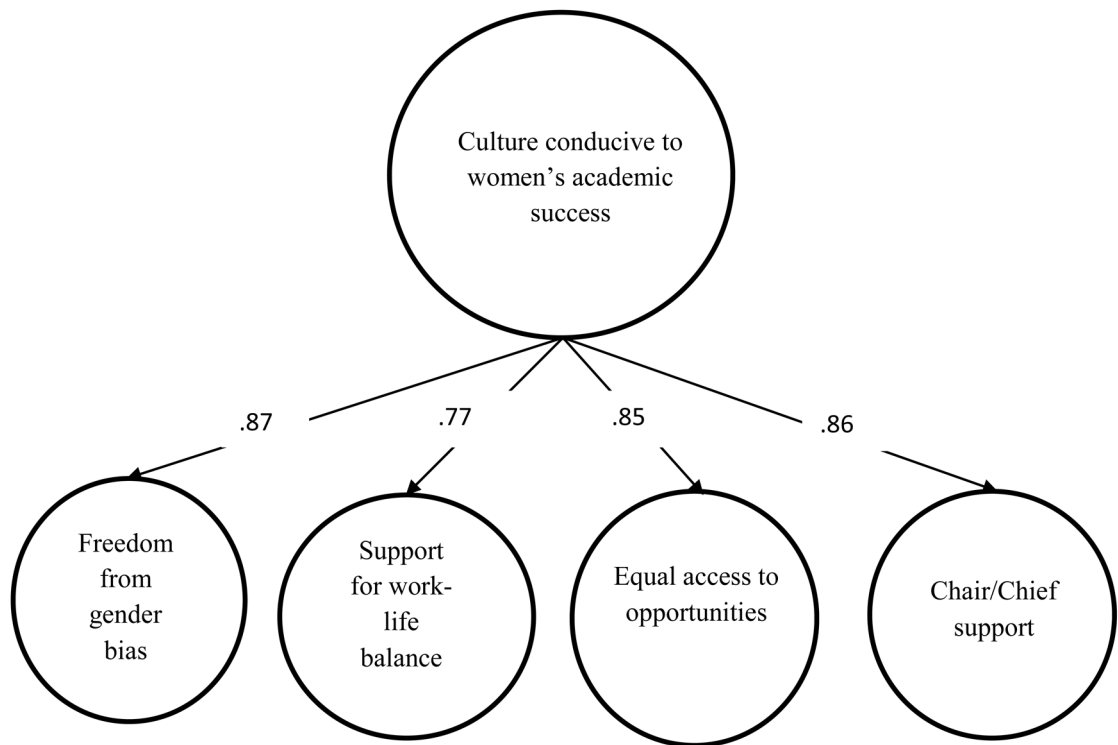 Culture conducive to
women’s academic
success
.87
.77
.85
.86
Freedom
from
gender
bias
Support
for work-
life
balance
Equal access to
opportunities
Chair/Chief
support